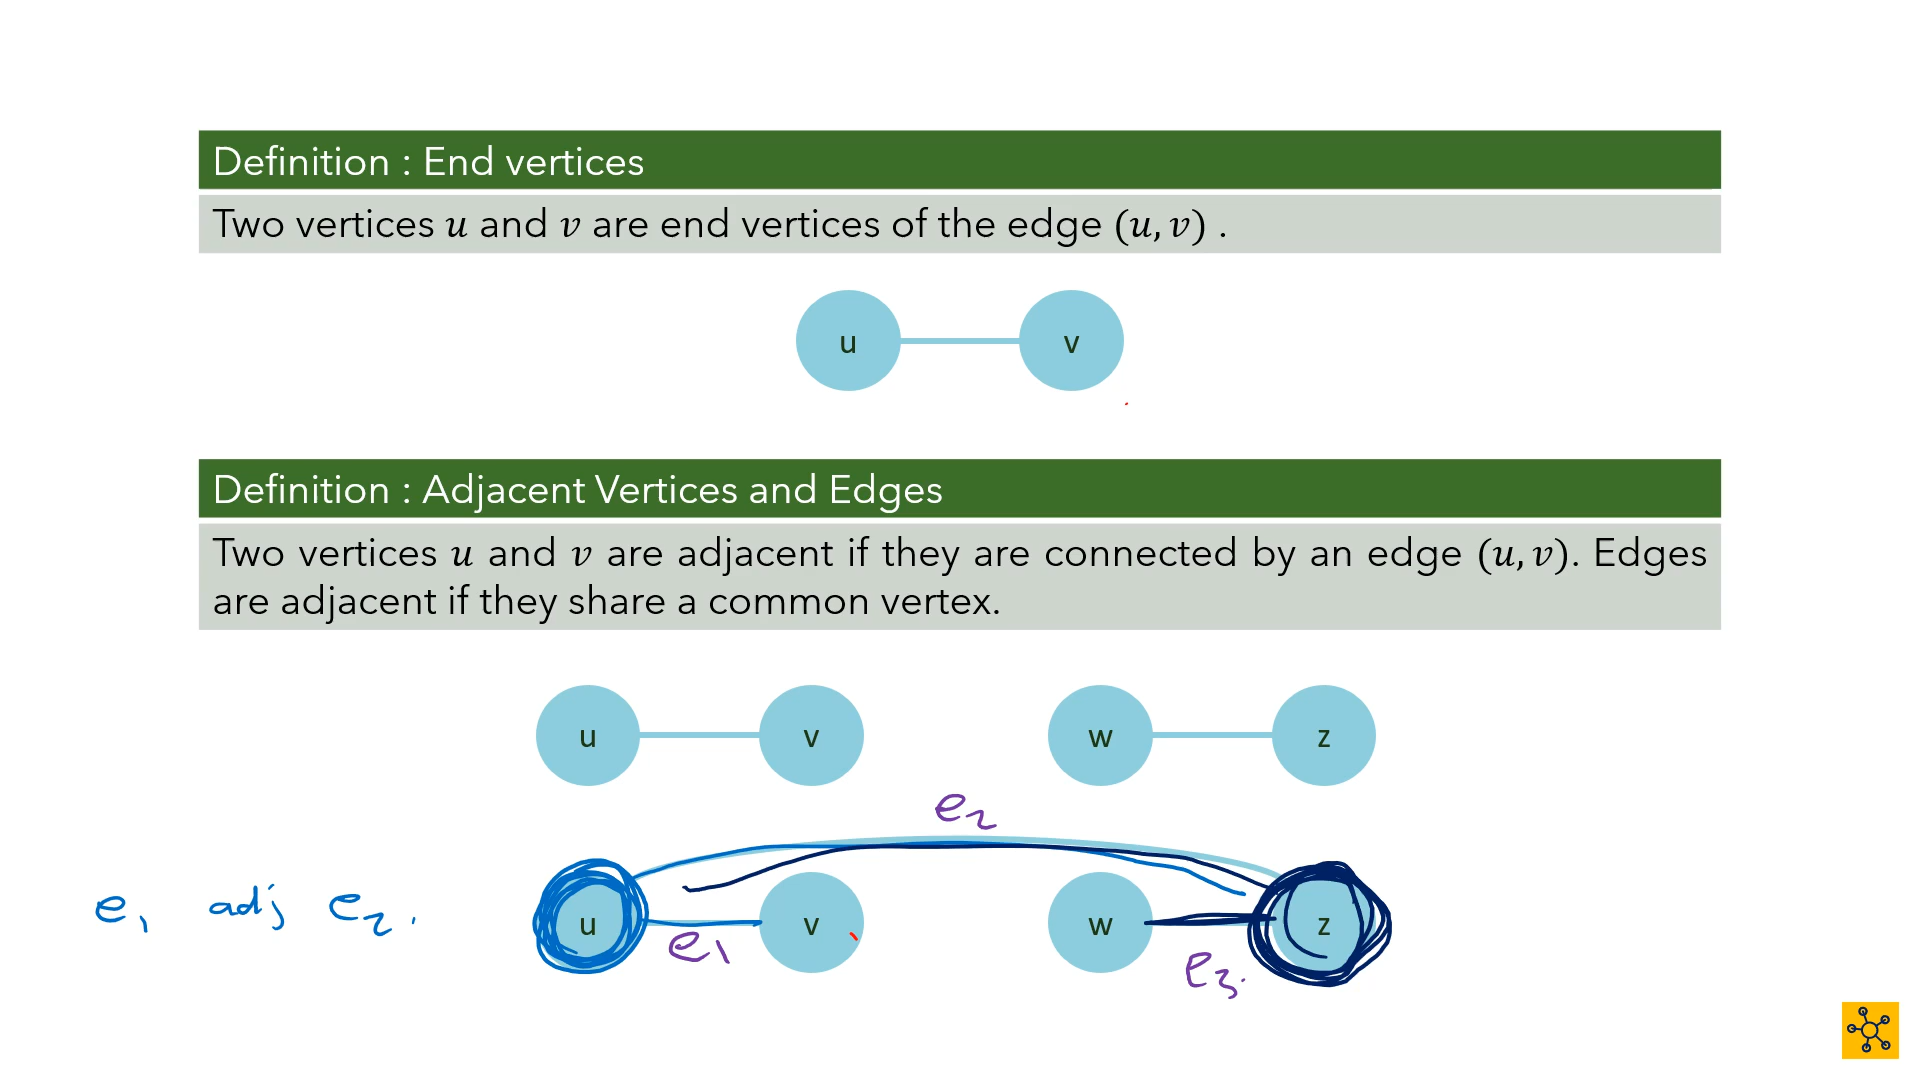 Definition : End vertices
Two vertices u and v are end vertices of the edge (u, v) .
u v
Definition : Adjacent Vertices and Edges
Two vertices u and v are adjacent if they are connected by an edge (u, v). Edges
are adjacent if they share a common vertex.
u v w z
e2
e1 adj e2. u v w z
e1 e3.